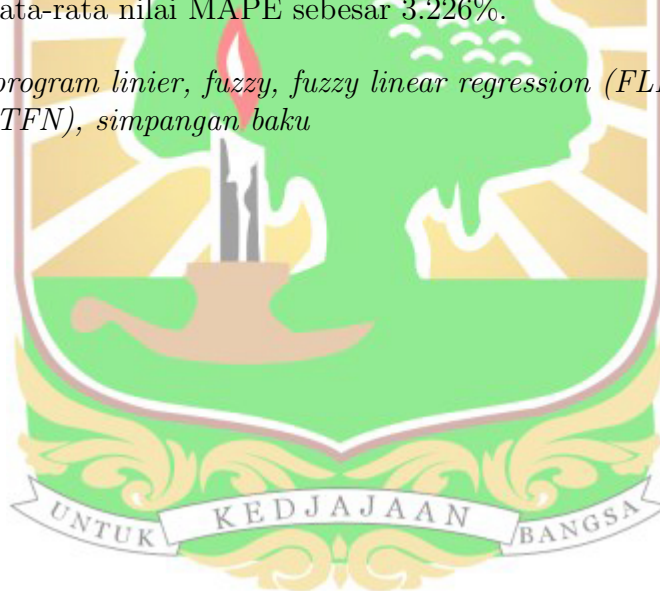 ata-rata nilai MAPE sebesar 3.226%.
program linier, fuzzy, fuzzy linear regression (FL
TFN), simpangan baku
UNTUK KEDJAJAAN BANGSA